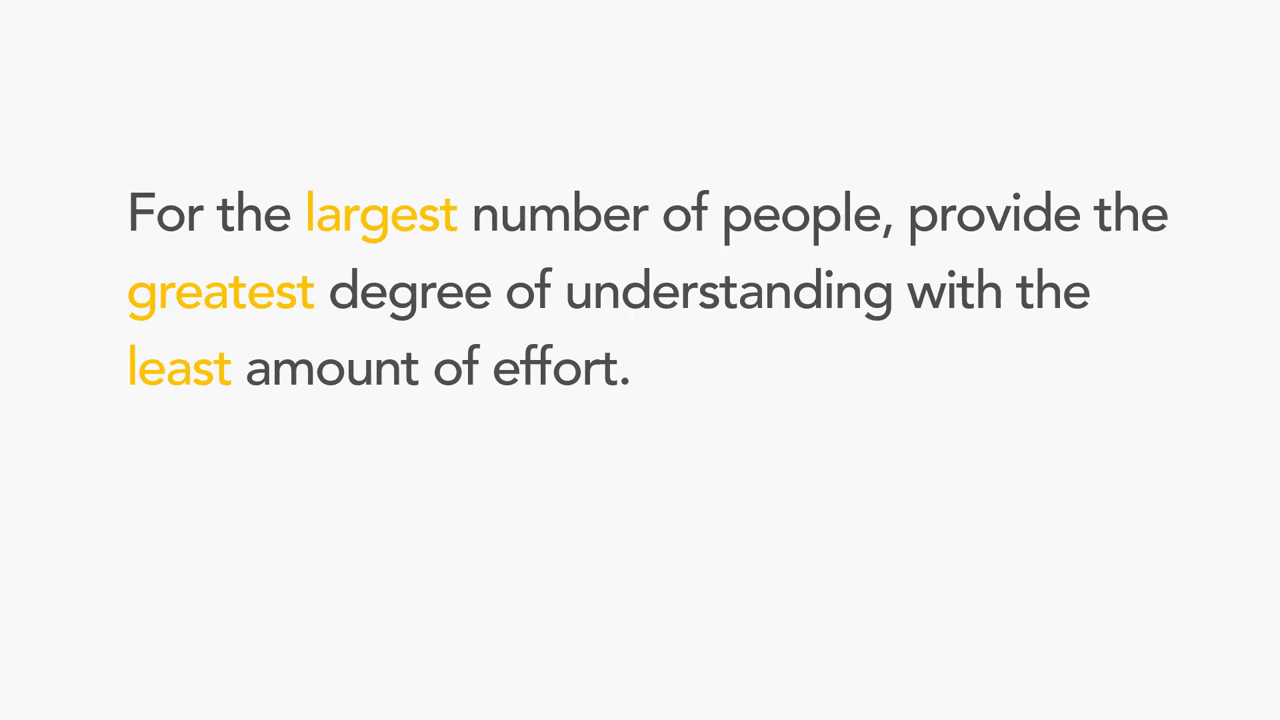 For the largest number of people, provide the
greatest degree of understanding with the
least amount of effort.